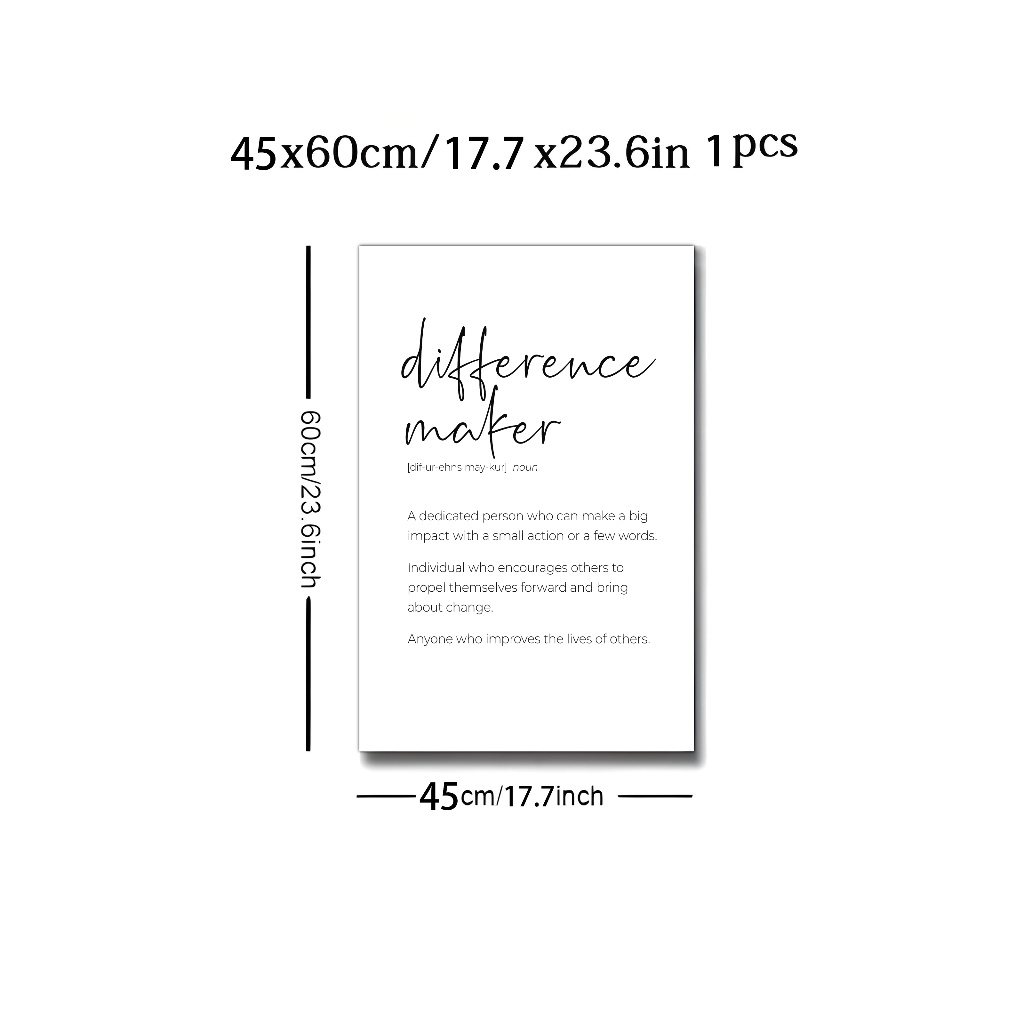 45x60cm/17.7 x23.6in 1pcs
60cm/23.6inch
difference
maker
[dif-ur-ehns may-kur] noun
A dedicated person who can make a big
impact with a small action or a few words.
Individual who encourages others to
propel themselves forward and bring
about change.
Anyone who improves the lives of others.
45cm/17.7inch